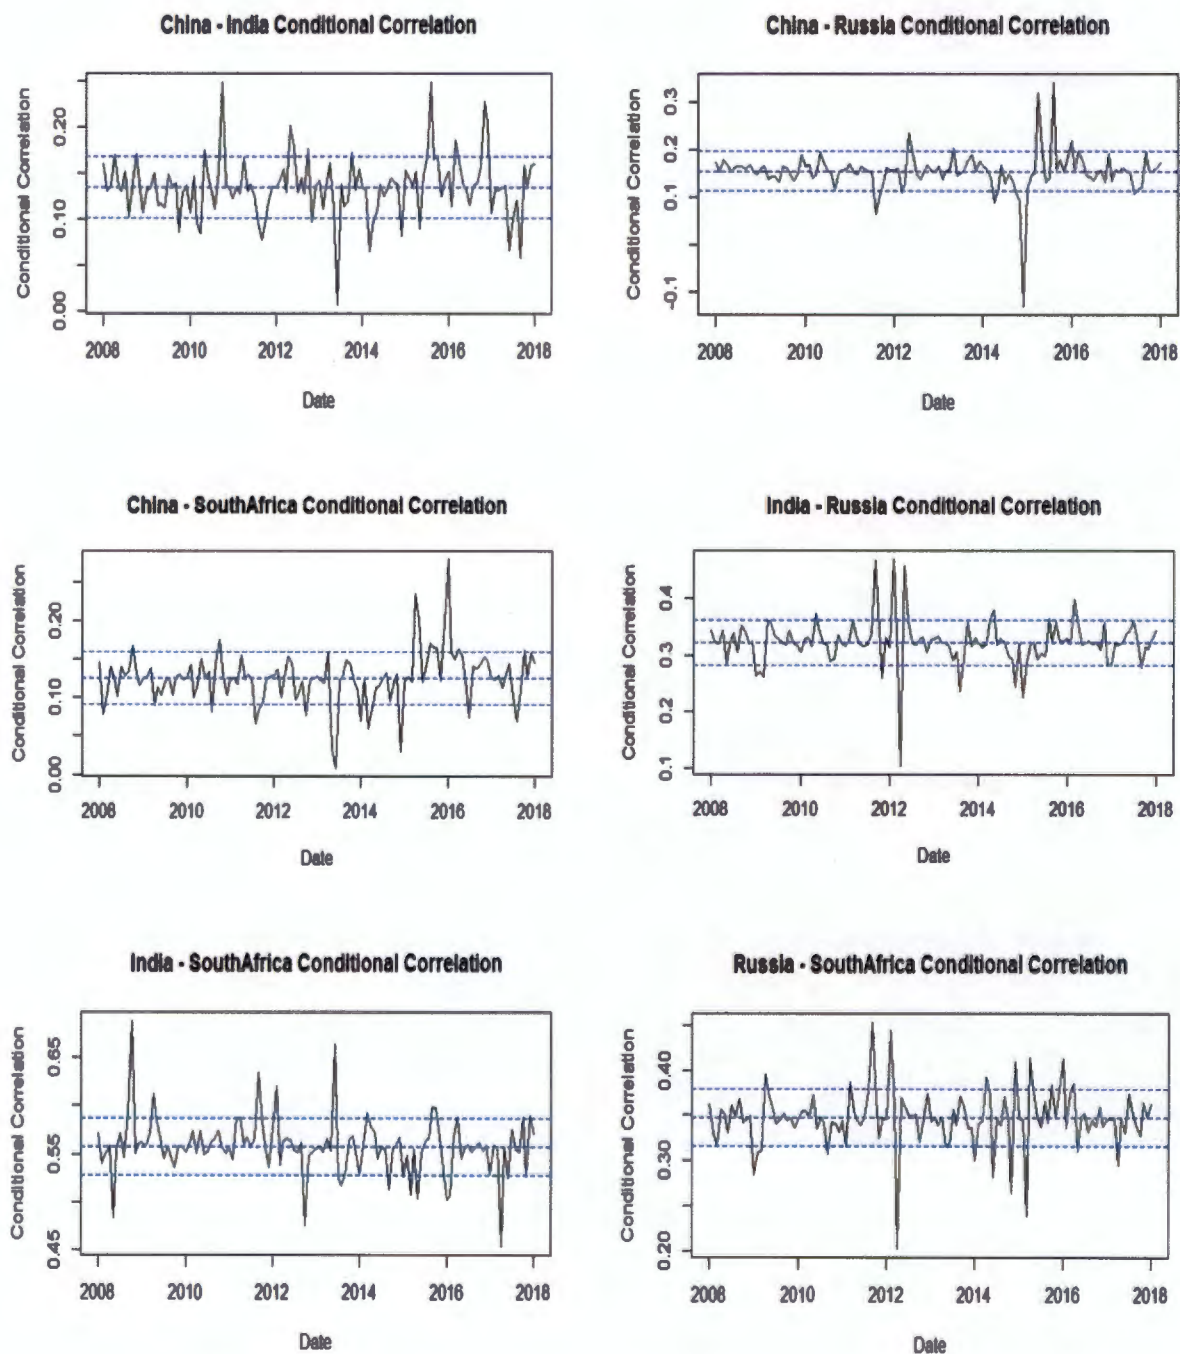 China - India Conditional Correlation
Conditional Correlation
0.20
0.10
0.00
2008 2010 2012 2014 2016 2018
Date
China - Russia Conditional Correlation
Conditional Correlation
0.3
0.2
0.1
-0.1
2008 2010 2012 2014 2016 2018
Date
China - SouthAfrica Conditional Correlation
Conditional Correlation
0.20
0.10
0.00
2008 2010 2012 2014 2016 2018
Date
India - Russia Conditional Correlation
Conditional Correlation
0.4
0.3
0.2
0.1
2008 2010 2012 2014 2016 2018
Date
India - SouthAfrica Conditional Correlation
Conditional Correlation
0.65
0.55
0.45
2008 2010 2012 2014 2016 2018
Date
Russia - SouthAfrica Conditional Correlation
Conditional Correlation
0.40
0.30
0.20
2008 2010 2012 2014 2016 2018
Date